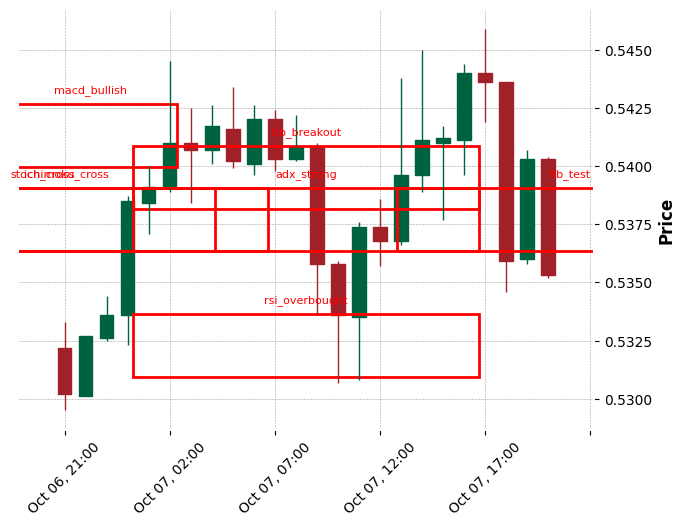 macd_bullish
bb_breakout
stoch_cross
ichimoku_cross
adx_strong
bb_test
rsi_overbought
0.5450
0.5425
0.5400
0.5375
0.5350
0.5325
0.5300
Price
Oct 06, 21:00
Oct 07, 02:00
Oct 07, 07:00
Oct 07, 12:00
Oct 07, 17:00